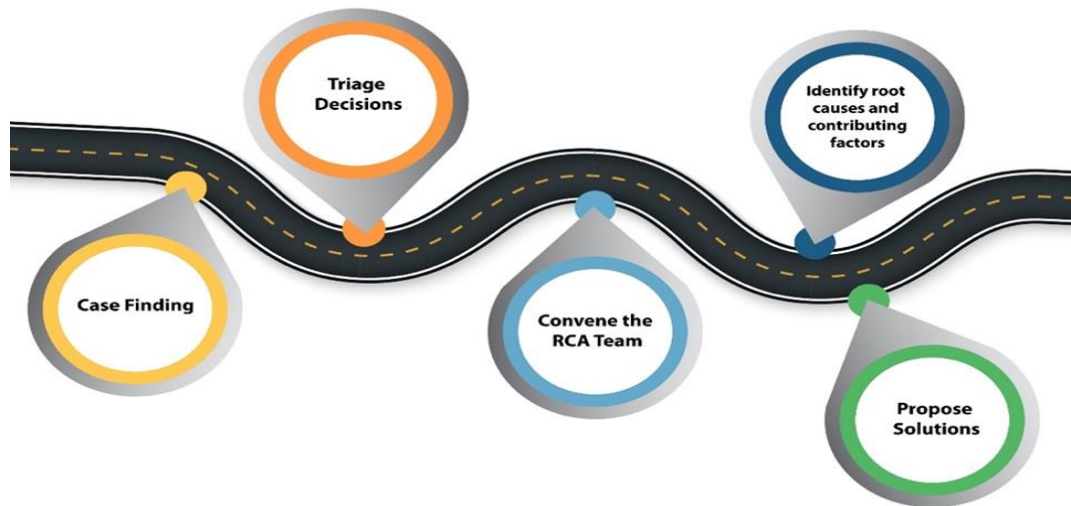 Case Finding
Triage
Decisions
Convene the
RCA Team
Identify root
causes and
contributing
factors
Propose
Solutions